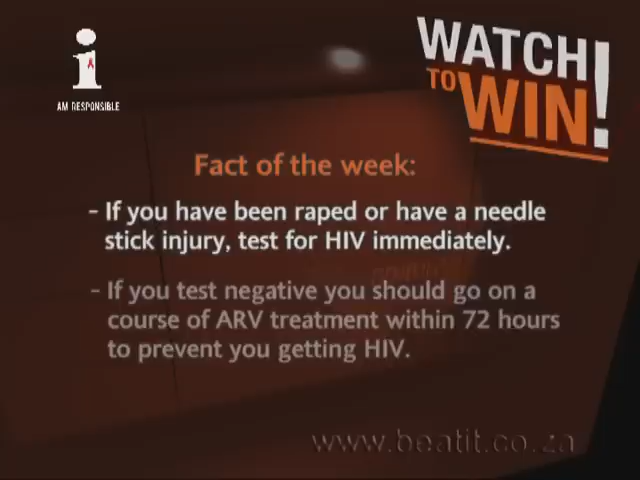 i
AM RESPONSIBLE
WATCH
TO WIN!
Fact of the week:
- If you have been raped or have a needle
stick injury, test for HIV immediately.
- If you test negative you should go on a
course of ARV treatment within 72 hours
to prevent you getting HIV.
www.beatit.co.za